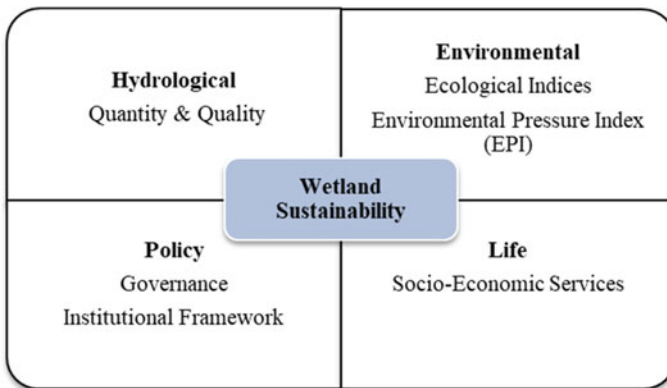 Hydrological
Quantity & Quality
Environmental
Ecological Indices
Environmental Pressure Index
(EPI)
Wetland
Sustainability
Policy
Governance
Institutional Framework
Life
Socio-Economic Services